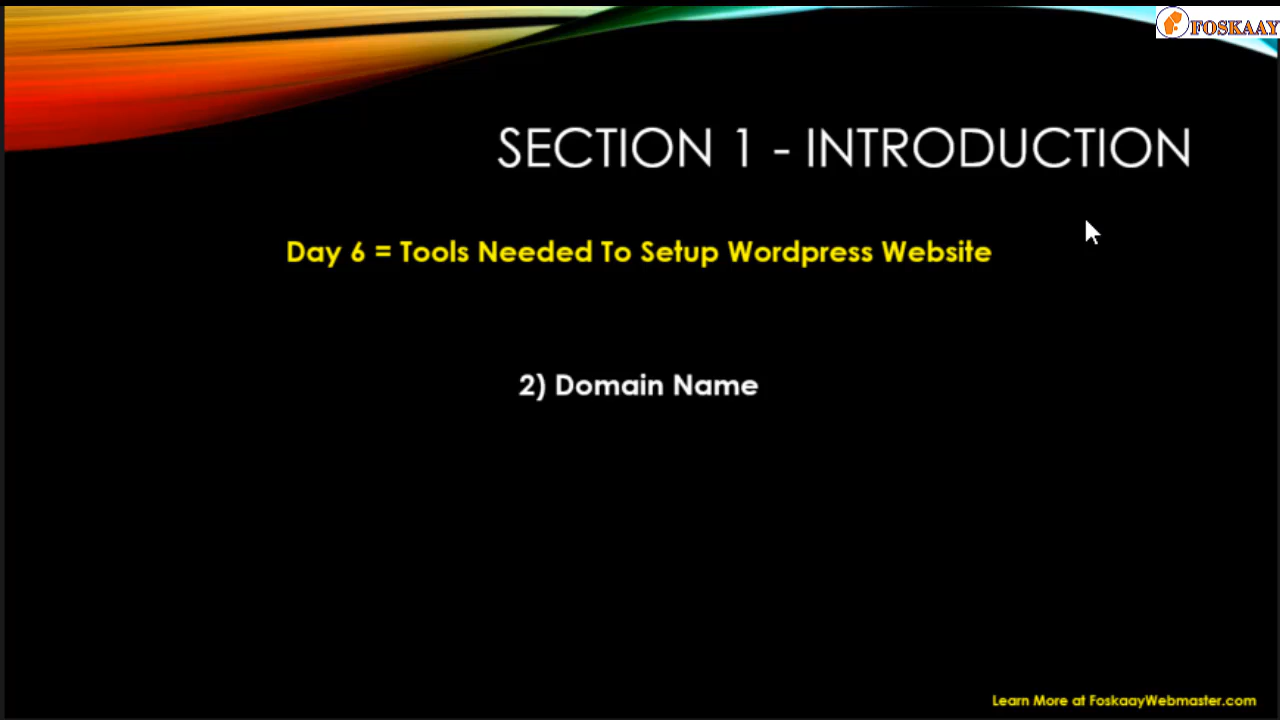 FOSKAAY
SECTION 1 - INTRODUCTION
Day 6 = Tools Needed To Setup Wordpress Website
2) Domain Name
Learn More at FoskaayWebmaster.com